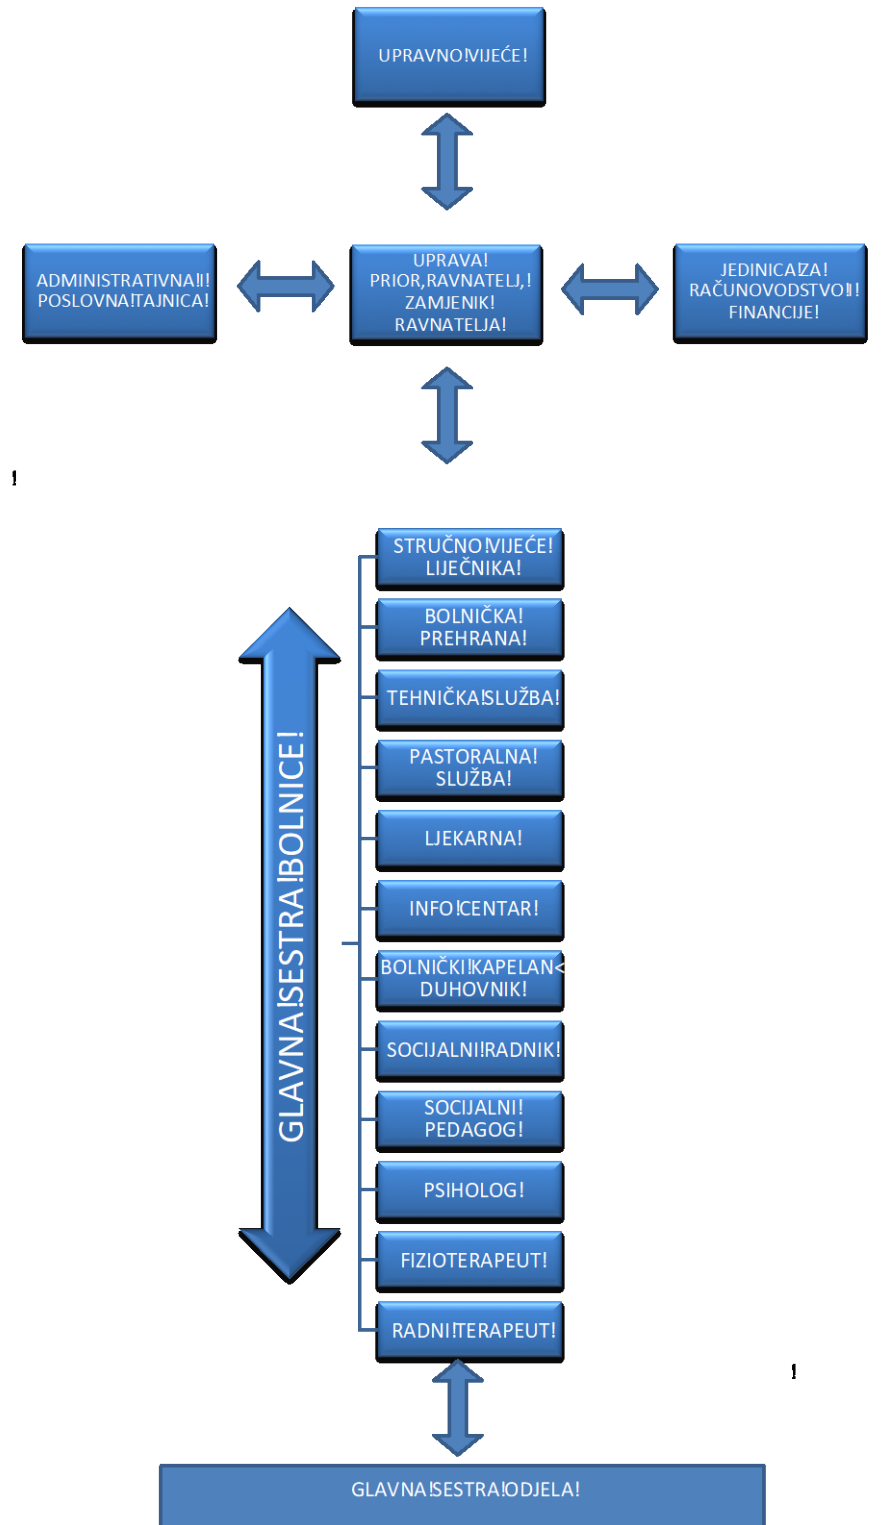 UPRAVNO!VIJEĆE!
ADMINISTRATIVNA!I!
POSLOVNA!TAJNICA!
UPRAVA!
PRIOR,RAVNATELJ,!
ZAMJENIK!
RAVNATELJA!
JEDINICA!ZA!
RAČUNOVODSTVO!I!
FINANCIJE!
!
GLAVNA!SESTRA!BOLNICE!
STRUČNO!VIJEĆE!
LIJEČNIKA!
BOLNIČKA!
PREHRANA!
TEHNIČKA!SLUŽBA!
PASTORALNA!
SLUŽBA!
LJEKARNA!
INFO!CENTAR!
BOLNIČKI!KAPELAN<
DUHOVNIK!
SOCIJALNI!RADNIK!
SOCIJALNI!
PEDAGOG!
PSIHOLOG!
FIZIOTERAPEUT!
RADNI!TERAPEUT!
!
GLAVNA!SESTRA!ODJELA!